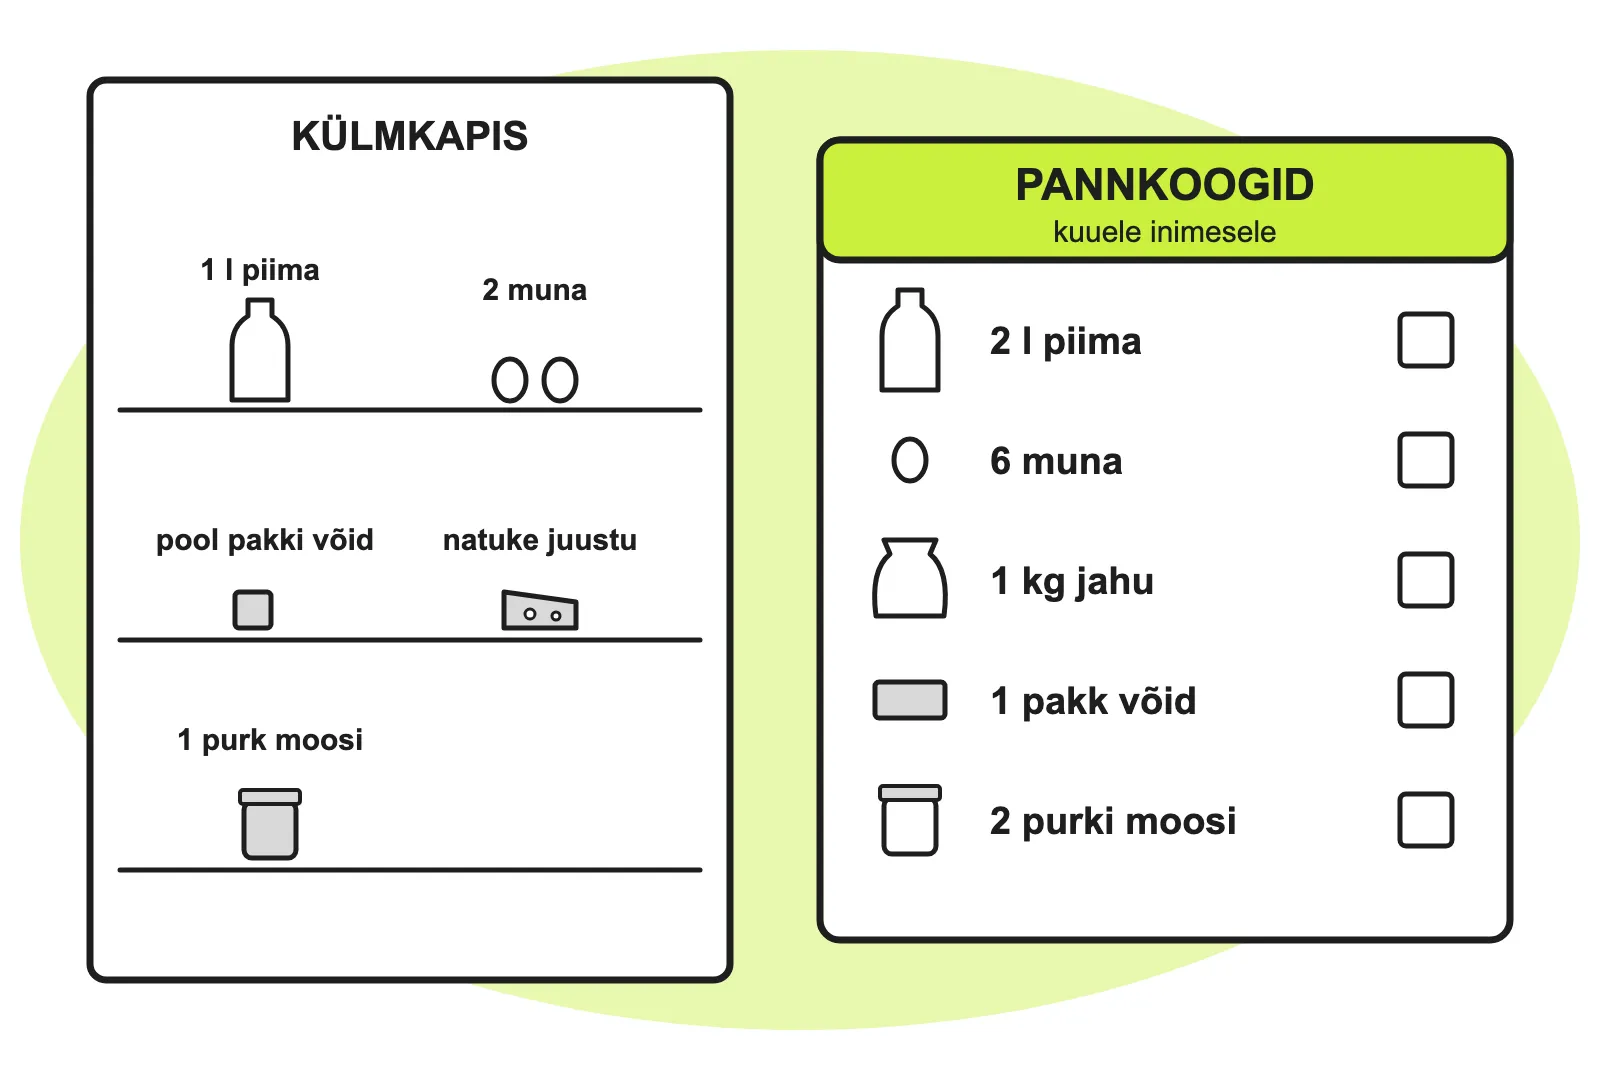 KÜLMKAPIS
1 l piima
2 muna
pool pakki võid
natuke juustu
1 purk moosi
PANNKOOGID
kuuele inimesele
2 l piima
6 muna
1 kg jahu
1 pakk võid
2 purki moosi